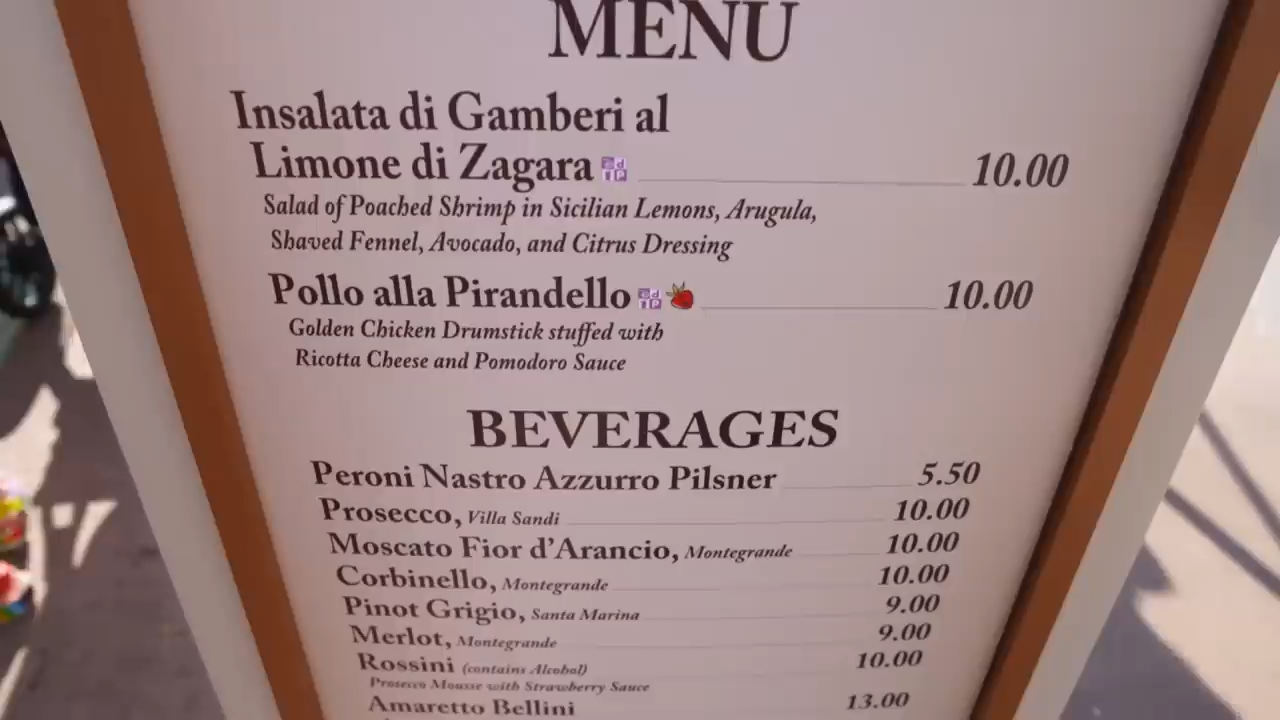 MENU
Insalata di Gamberi al
Limone di Zagara 10.00
Salad of Poached Shrimp in Sicilian Lemons, Arugula,
Shaved Fennel, Avocado, and Citrus Dressing
Pollo alla Pirandello 10.00
Golden Chicken Drumstick stuffed with
Ricotta Cheese and Pomodoro Sauce
BEVERAGES
Peroni Nastro Azzurro Pilsner 5.50
Prosecco, Villa Sandi 10.00
Moscato Fior d'Arancio, Montegrande 10.00
Corbinello, Montegrande 10.00
Pinot Grigio, Santa Marina 9.00
Merlot, Montegrande 9.00
Rossini (contains Alcohol) 10.00
Prosecco Mousse with Strawberry Sauce
Amaretto Bellini 13.00